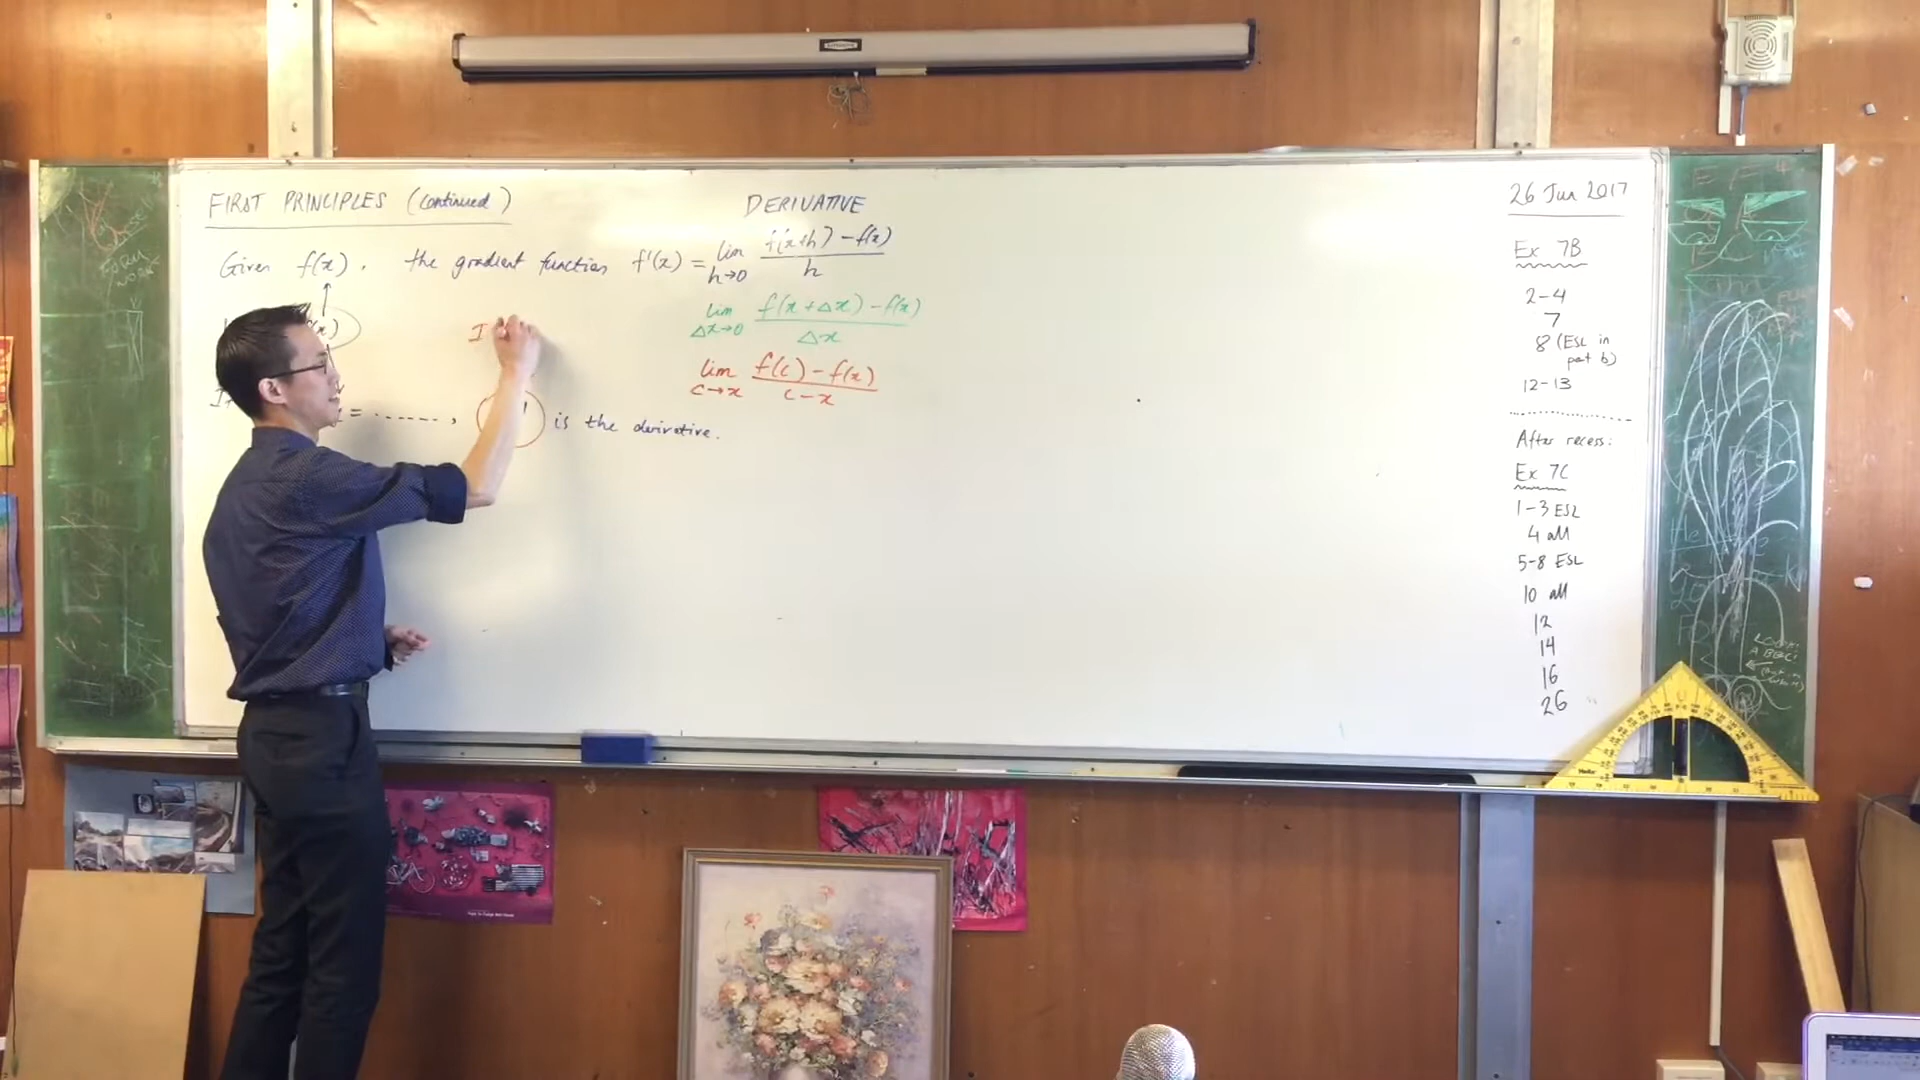 FIRST PRINCIPLES (continued)
Given f(x), the gradient function f'(x) = lim h→0 f(x+h) - f(x) / h
DERIVATIVE
lim Δx→0 f(x+Δx) - f(x) / Δx
lim c→x f(c) - f(x) / c-x
I
= ------- , is the derivative.
26 Jun 2017
Ex 7B
2-4
7
8 (ESL in
part b)
12-13
After recess:
Ex 7C
1-3 ESL
4 all
5-8 ESL
10 all
12
14
16
26